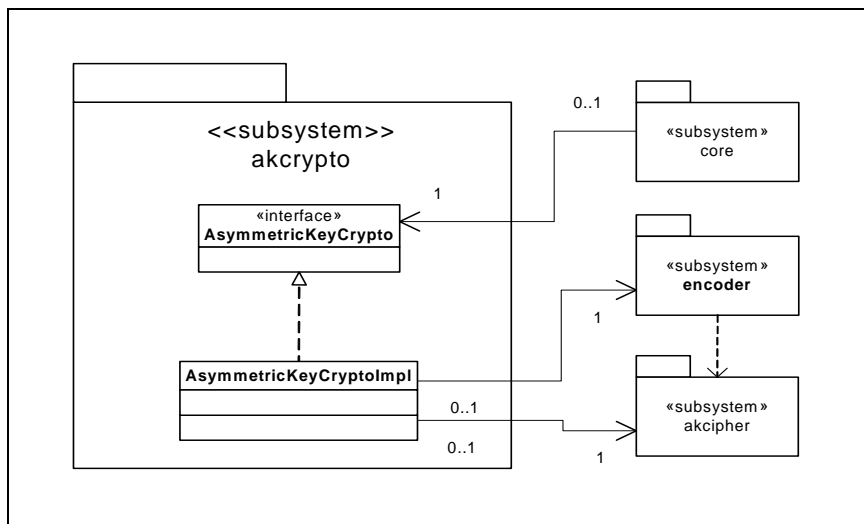 <<subsystem>>
akcrypto
0..1
«subsystem»
core
1
«interface»
AsymmetricKeyCrypto
«subsystem»
encoder
1
AsymmetricKeyCryptoImpl
0..1
«subsystem»
akcipher
0..1
1